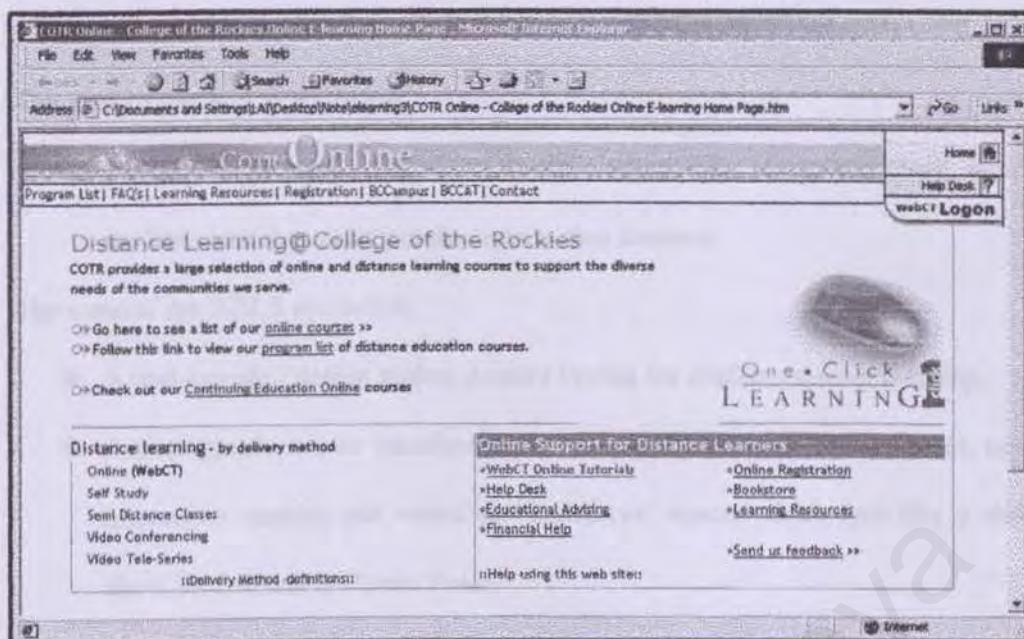 COTR Online - College of the Rockies Online E-learning Home Page - Microsoft Internet Explorer
File Edit View Favorites Tools Help
Search Favorites History
Address C:\Documents and Settings\LAI\Desktop\Note\elearning3\COTR Online - College of the Rockies Online E-learning Home Page.htm Go Links »
Online
Home
Program List | FAQ's | Learning Resources | Registration | BCCampus | BCCAT | Contact
Help Desk ?
WebCT Logon
Distance Learning@College of the Rockies
COTR provides a large selection of online and distance learning courses to support the diverse
needs of the communities we serve.
Go here to see a list of our online courses >>
Follow this link to view our program list of distance education courses.
Check out our Continuing Education Online courses
One • Click
LEARNING
Distance learning - by delivery method
Online (WebCT)
Self Study
Semi Distance Classes
Video Conferencing
Video Tele-Series
::Delivery Method definitions::
Online Support for Distance Learners
»WebCT Online Tutorials
»Online Registration
»Help Desk
»Bookstore
»Educational Advising
»Learning Resources
»Financial Help
»Send us feedback >>
::Help using this web site::
Internet